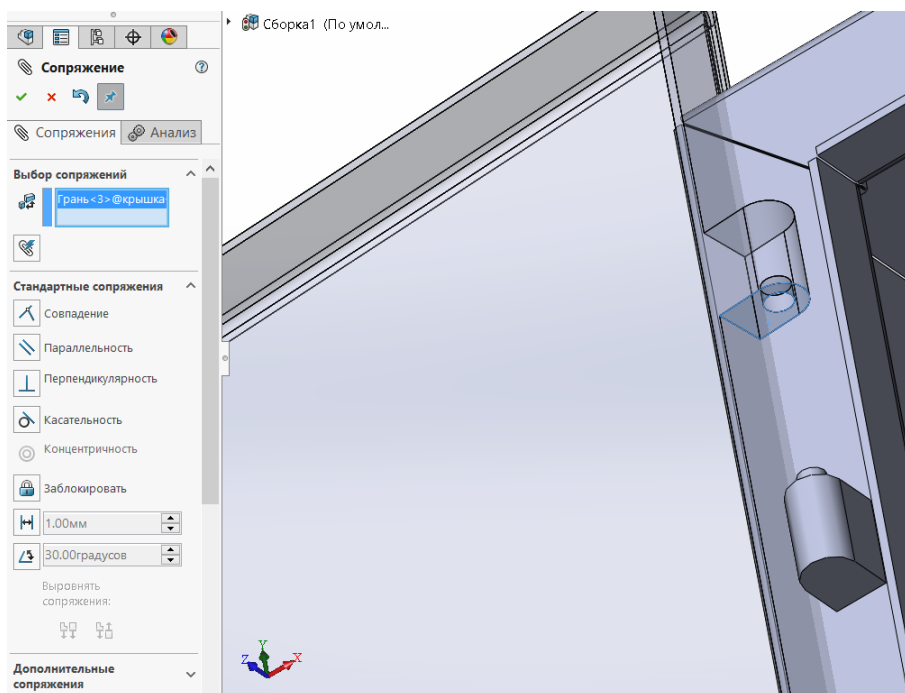 Сборка1 (По умол...
Сопряжение
Сопряжения
Анализ
Выбор сопряжений
Грань<3>@крышка
Стандартные сопряжения
Совпадение
Параллельность
Перпендикулярность
Касательность
Концентричность
Заблокировать
1.00мм
30.00градусов
Выровнять
сопряжения:
Дополнительные
сопряжения
Y
Z
X